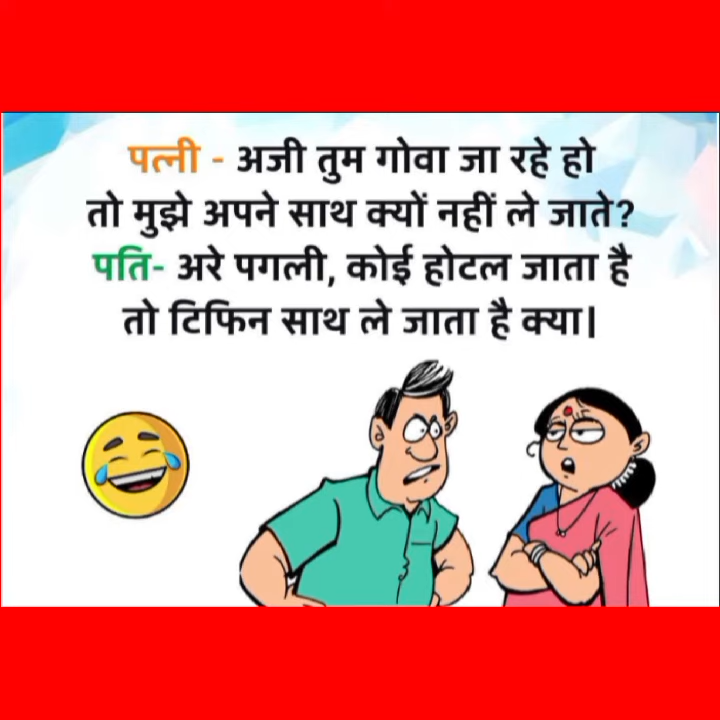 पत्नी - अजी तुम गोवा जा रहे हो
तो मुझे अपने साथ क्यों नहीं ले जाते?
पति- अरे पगली, कोई होटल जाता है
तो टिफिन साथ ले जाता है क्या|